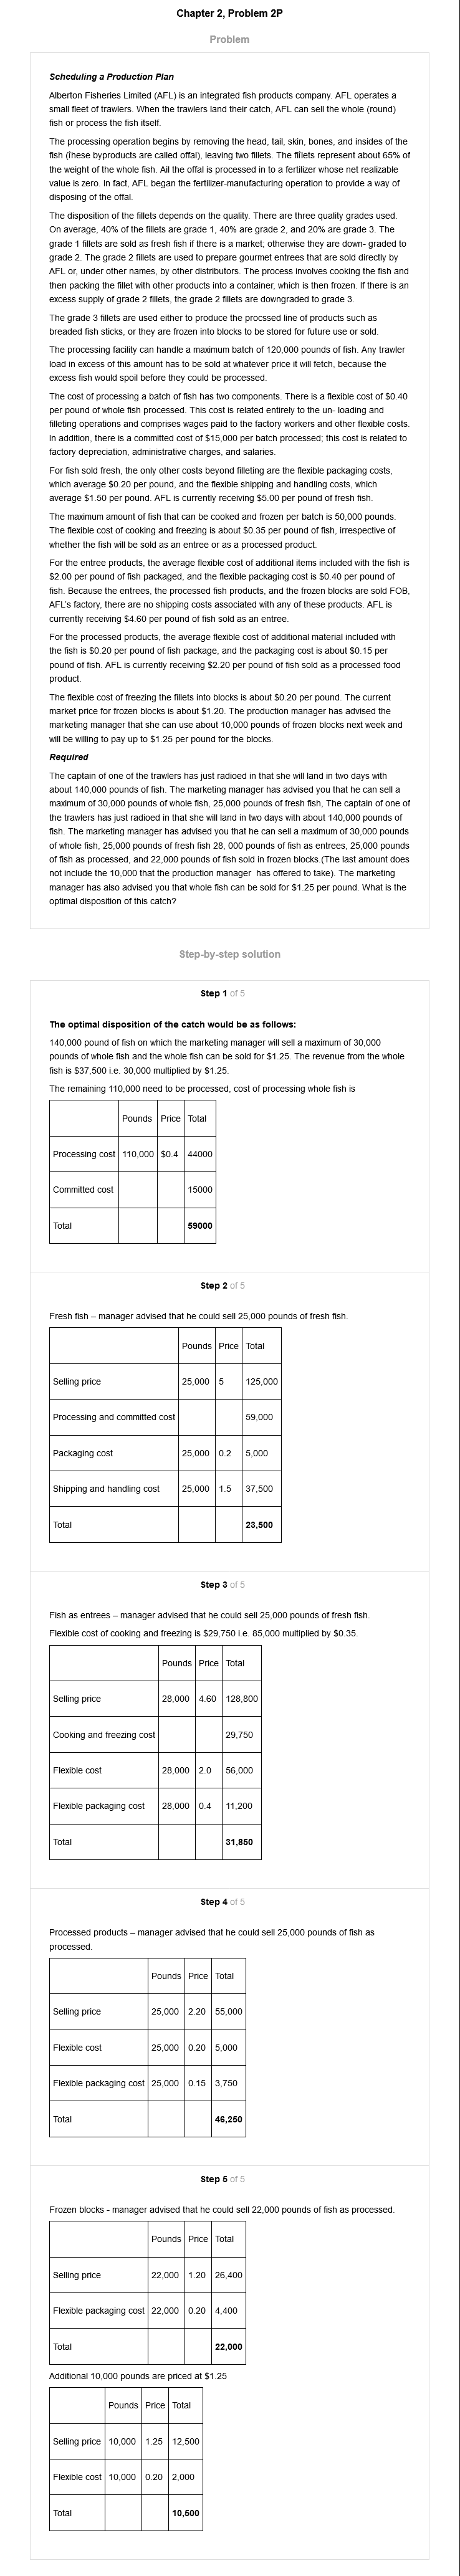 Chapter 2, Problem 2P
Problem
Scheduling a Production Plan
Alberton Fisheries Limited (AFL) is an integrated fish products company. AFL operates a
small fleet of trawlers. When the trawlers land their catch, AFL can sell the whole (round)
fish or process the fish itself.
The processing operation begins by removing the head, tail, skin, bones, and insides of the
fish (these byproducts are called offal), leaving two fillets. The fillets represent about 65% of
the weight of the whole fish. All the offal is processed in to a fertilizer whose net realizable
value is zero. In fact, AFL began the fertilizer-manufacturing operation to provide a way of
disposing of the offal.
The disposition of the fillets depends on the quality. There are three quality grades used.
On average, 40% of the fillets are grade 1, 40% are grade 2, and 20% are grade 3. The
grade 1 fillets are sold as fresh fish if there is a market; otherwise they are down- graded to
grade 2. The grade 2 fillets are used to prepare gourmet entrees that are sold directly by
AFL or, under other names, by other distributors. The process involves cooking the fish and
then packing the fillet with other products into a container, which is then frozen. If there is an
excess supply of grade 2 fillets, the grade 2 fillets are downgraded to grade 3.
The grade 3 fillets are used either to produce the procssed line of products such as
breaded fish sticks, or they are frozen into blocks to be stored for future use or sold.
The processing facility can handle a maximum batch of 120,000 pounds of fish. Any trawler
load in excess of this amount has to be sold at whatever price it will fetch, because the
excess fish would spoil before they could be processed.
The cost of processing a batch of fish has two components. There is a flexible cost of $0.40
per pound of whole fish processed. This cost is related entirely to the un- loading and
filleting operations and comprises wages paid to the factory workers and other flexible costs.
In addition, there is a committed cost of $15,000 per batch processed; this cost is related to
factory depreciation, administrative charges, and salaries.
For fish sold fresh, the only other costs beyond filleting are the flexible packaging costs,
which average $0.20 per pound, and the flexible shipping and handling costs, which
average $1.50 per pound. AFL is currently receiving $5.00 per pound of fresh fish.
The maximum amount of fish that can be cooked and frozen per batch is 50,000 pounds.
The flexible cost of cooking and freezing is about $0.35 per pound of fish, irrespective of
whether the fish will be sold as an entree or as a processed product.
For the entree products, the average flexible cost of additional items included with the fish is
$2.00 per pound of fish packaged, and the flexible packaging cost is $0.40 per pound of
fish. Because the entrees, the processed fish products, and the frozen blocks are sold FOB,
AFL's factory, there are no shipping costs associated with any of these products. AFL is
currently receiving $4.60 per pound of fish sold as an entree.
For the processed products, the average flexible cost of additional material included with
the fish is $0.20 per pound of fish package, and the packaging cost is about $0.15 per
pound of fish. AFL is currently receiving $2.20 per pound of fish sold as a processed food
product.
The flexible cost of freezing the fillets into blocks is about $0.20 per pound. The current
market price for frozen blocks is about $1.20. The production manager has advised the
marketing manager that she can use about 10,000 pounds of frozen blocks next week and
will be willing to pay up to $1.25 per pound for the blocks.
Required
The captain of one of the trawlers has just radioed in that she will land in two days with
about 140,000 pounds of fish. The marketing manager has advised you that he can sell a
maximum of 30,000 pounds of whole fish, 25,000 pounds of fresh fish, The captain of one of
the trawlers has just radioed in that she will land in two days with about 140,000 pounds of
fish. The marketing manager has advised you that he can sell a maximum of 30,000 pounds
of whole fish, 25,000 pounds of fresh fish 28, 000 pounds of fish as entrees, 25,000 pounds
of fish as processed, and 22,000 pounds of fish sold in frozen blocks.(The last amount does
not include the 10,000 that the production manager has offered to take). The marketing
manager has also advised you that whole fish can be sold for $1.25 per pound. What is the
optimal disposition of this catch?
Step-by-step solution
Step 1 of 5
The optimal disposition of the catch would be as follows:
140,000 pound of fish on which the marketing manager will sell a maximum of 30,000
pounds of whole fish and the whole fish can be sold for $1.25. The revenue from the whole
fish is $37,500 i.e. 30,000 multiplied by $1.25.
The remaining 110,000 need to be processed, cost of processing whole fish is
Pounds Price Total
Processing cost 110,000 $0.4 44000
Committed cost 15000
Total 59000
Step 2 of 5
Fresh fish – manager advised that he could sell 25,000 pounds of fresh fish.
Pounds Price Total
Selling price 25,000 5 125,000
Processing and committed cost 59,000
Packaging cost 25,000 0.2 5,000
Shipping and handling cost 25,000 1.5 37,500
Total 23,500
Step 3 of 5
Fish as entrees – manager advised that he could sell 25,000 pounds of fresh fish.
Flexible cost of cooking and freezing is $29,750 i.e. 85,000 multiplied by $0.35.
Pounds Price Total
Selling price 28,000 4.60 128,800
Cooking and freezing cost 29,750
Flexible cost 28,000 2.0 56,000
Flexible packaging cost 28,000 0.4 11,200
Total 31,850
Step 4 of 5
Processed products – manager advised that he could sell 25,000 pounds of fish as
processed.
Pounds Price Total
Selling price 25,000 2.20 55,000
Flexible cost 25,000 0.20 5,000
Flexible packaging cost 25,000 0.15 3,750
Total 46,250
Step 5 of 5
Frozen blocks - manager advised that he could sell 22,000 pounds of fish as processed.
Pounds Price Total
Selling price 22,000 1.20 26,400
Flexible packaging cost 22,000 0.20 4,400
Total 22,000
Additional 10,000 pounds are priced at $1.25
Pounds Price Total
Selling price 10,000 1.25 12,500
Flexible cost 10,000 0.20 2,000
Total 10,500